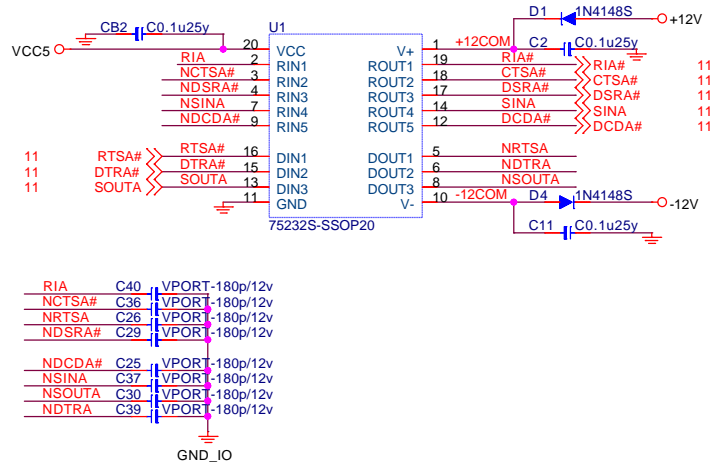 D1 1N4148S
+12V
CB2 C0.1u25y
U1
VCC5
20 VCC V+ 1 +12COM C2 C0.1u25y
RIA 2 RIN1 ROUT1 19 RIA# RIA# 11
NCTSA# 3 RIN2 ROUT2 18 CTSA# CTSA# 11
NDSRA# 4 RIN3 ROUT3 17 DSRA# DSRA# 11
NSINA 7 RIN4 ROUT4 14 SINA SINA 11
NDCDA# 9 RIN5 ROUT5 12 DCDA# DCDA# 11
11 RTSA# RTSA# 16 DIN1 DOUT1 5 NRTSA
11 DTRA# DTRA# 15 DIN2 DOUT2 6 NDTRA
11 SOUTA SOUTA 13 DIN3 DOUT3 8 NSOUTA
11 GND V- 10 -12COM D4 1N4148S -12V
75232S-SSOP20
C11 C0.1u25y
RIA C40 VPORT-180p/12v
NCTSA# C36 VPORT-180p/12v
NRTSA C26 VPORT-180p/12v
NDSRA# C29 VPORT-180p/12v
NDCDA# C25 VPORT-180p/12v
NSINA C37 VPORT-180p/12v
NSOUTA C30 VPORT-180p/12v
NDTRA C39 VPORT-180p/12v
GND_IO